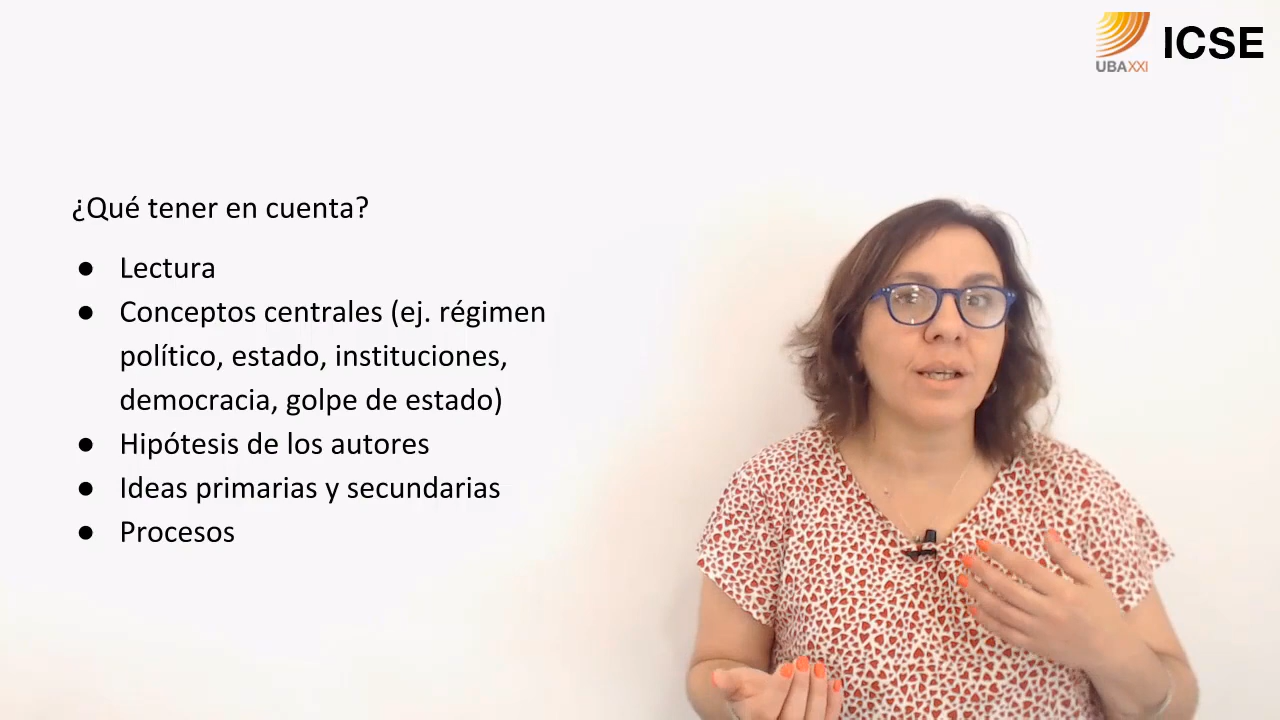 UBAXXI
ICSE
¿Qué tener en cuenta?
● Lectura
● Conceptos centrales (ej. régimen
político, estado, instituciones,
democracia, golpe de estado)
● Hipótesis de los autores
● Ideas primarias y secundarias
● Procesos